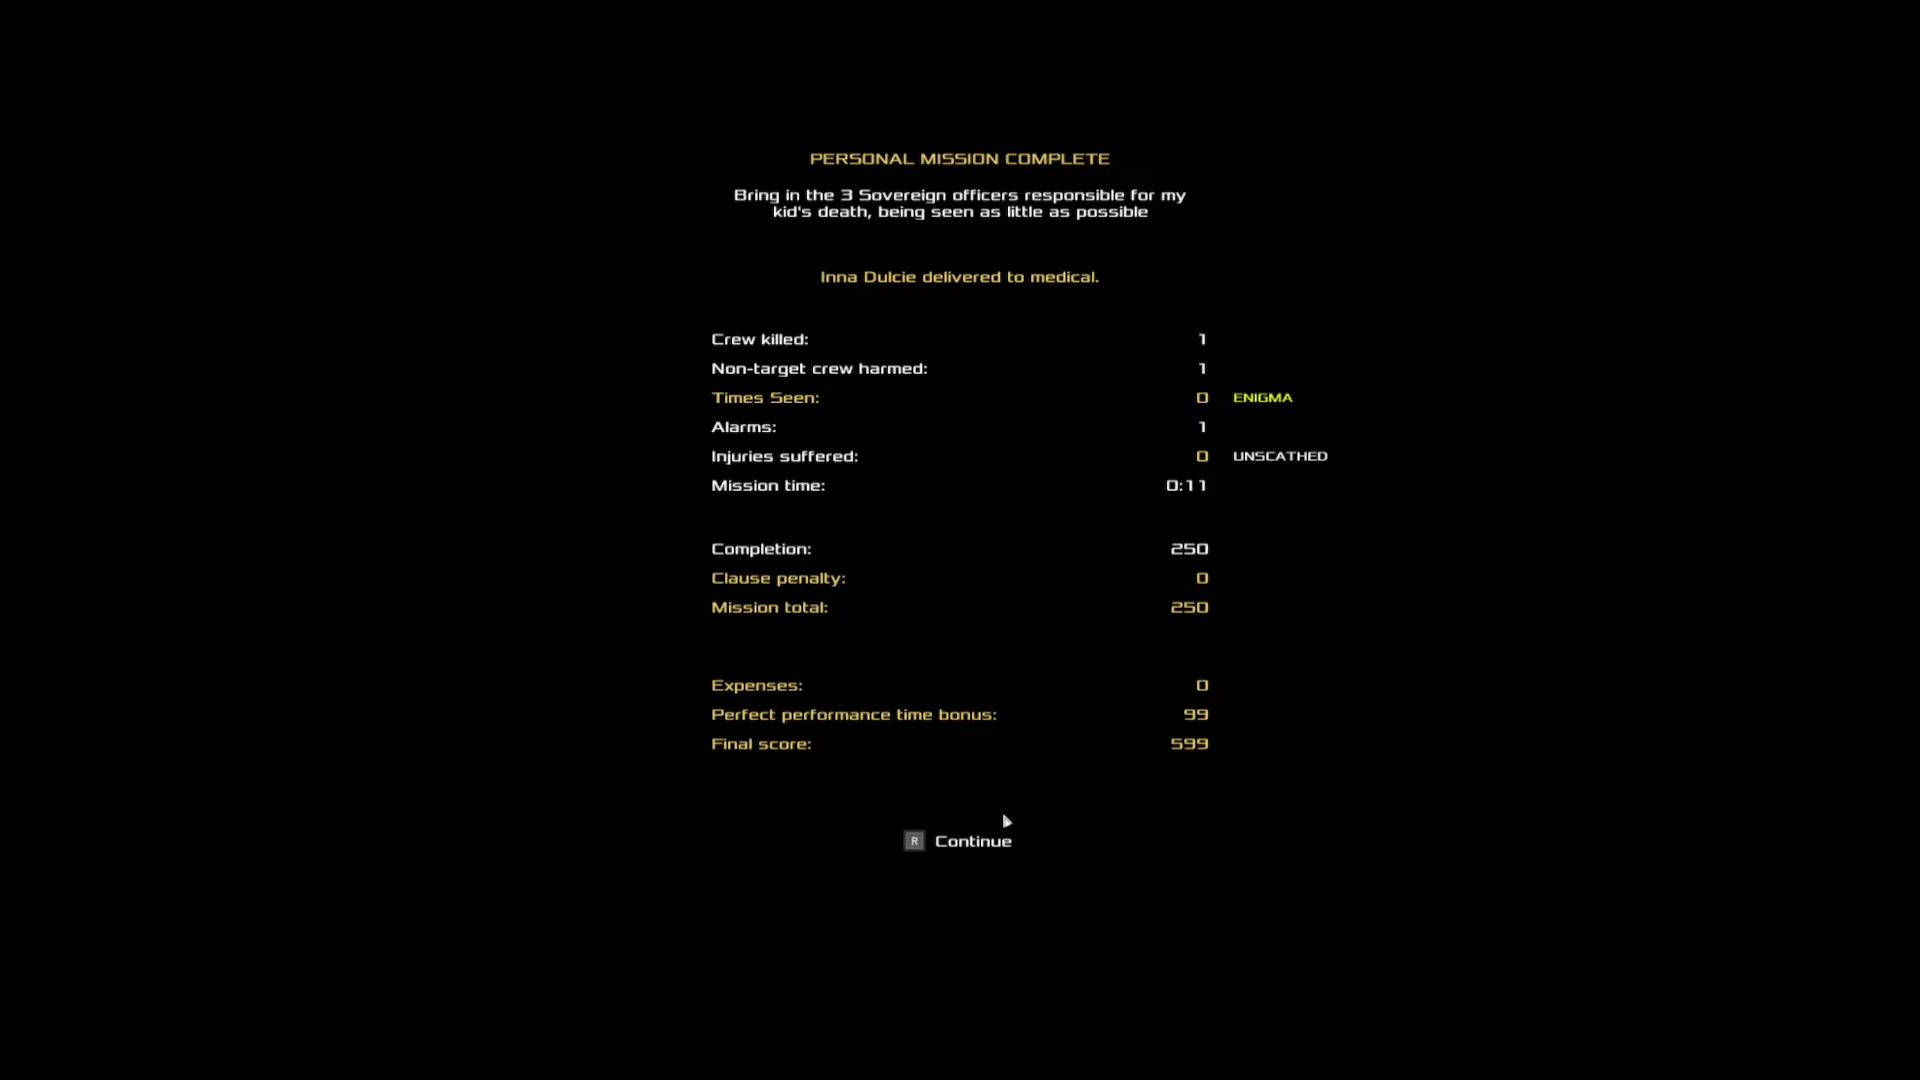 PERSONAL MISSION COMPLETE
Bring in the 3 Sovereign officers responsible for my
kid's death, being seen as little as possible
Inna Dulcie delivered to medical.
Crew killed: 1
Non-target crew harmed: 1
Times Seen: 0 ENIGMA
Alarms: 1
Injuries suffered: 0 UNSCATHED
Mission time: 0:11
Completion: 250
Clause penalty: 0
Mission total: 250
Expenses: 0
Perfect performance time bonus: 99
Final score: 599
R Continue